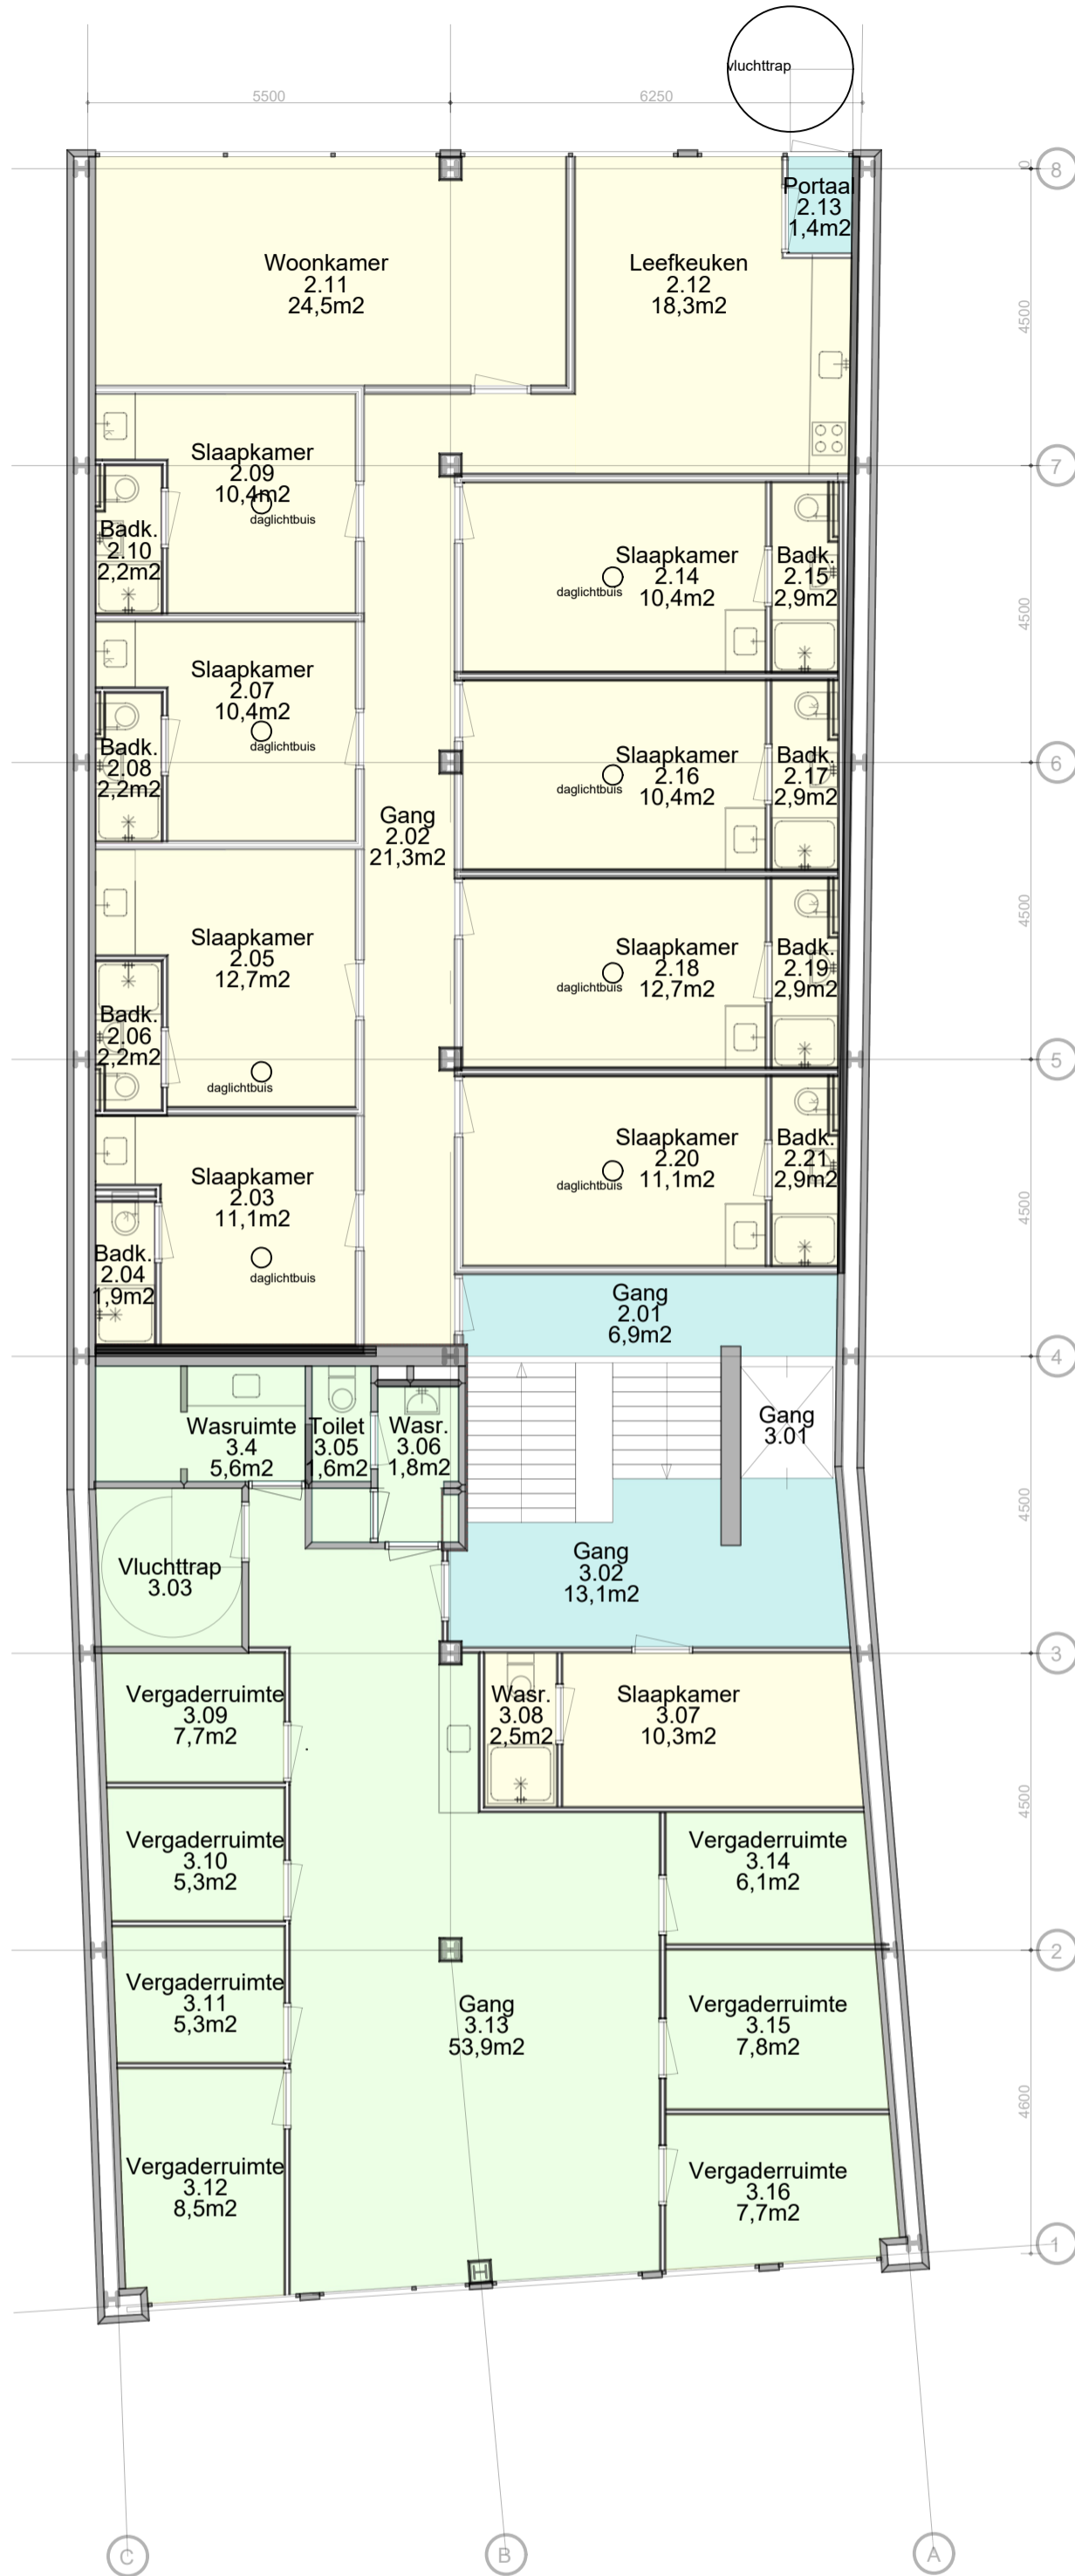 vluchttrap
5500
6250
8
0
Portaal
2.13
1,4m2
Woonkamer
2.11
24,5m2
Leefkeuken
2.12
18,3m2
4500
7
Slaapkamer
2.09
10,4m2
daglichtbuis
Badk.
2.10
2,2m2
Slaapkamer
2.14
10,4m2
daglichtbuis
Badk.
2.15
2,9m2
4500
Slaapkamer
2.07
10,4m2
daglichtbuis
Badk.
2.08
2,2m2
Slaapkamer
2.16
10,4m2
daglichtbuis
Badk.
2.17
2,9m2
6
Gang
2.02
21,3m2
4500
Slaapkamer
2.05
12,7m2
daglichtbuis
Badk.
2.06
2,2m2
Slaapkamer
2.18
12,7m2
daglichtbuis
Badk.
2.19
2,9m2
5
Slaapkamer
2.03
11,1m2
daglichtbuis
Badk.
2.04
1,9m2
Slaapkamer
2.20
11,1m2
daglichtbuis
Badk.
2.21
2,9m2
4500
Gang
2.01
6,9m2
4
Wasruimte
3.4
5,6m2
Toilet
3.05
1,6m2
Wasr.
3.06
1,8m2
Gang
3.01
4500
Vluchttrap
3.03
Gang
3.02
13,1m2
3
Vergaderruimte
3.09
7,7m2
Wasr.
3.08
2,5m2
Slaapkamer
3.07
10,3m2
4500
Vergaderruimte
3.10
5,3m2
Vergaderruimte
3.14
6,1m2
2
Vergaderruimte
3.11
5,3m2
Gang
3.13
53,9m2
Vergaderruimte
3.15
7,8m2
4600
Vergaderruimte
3.12
8,5m2
Vergaderruimte
3.16
7,7m2
1
C
B
A